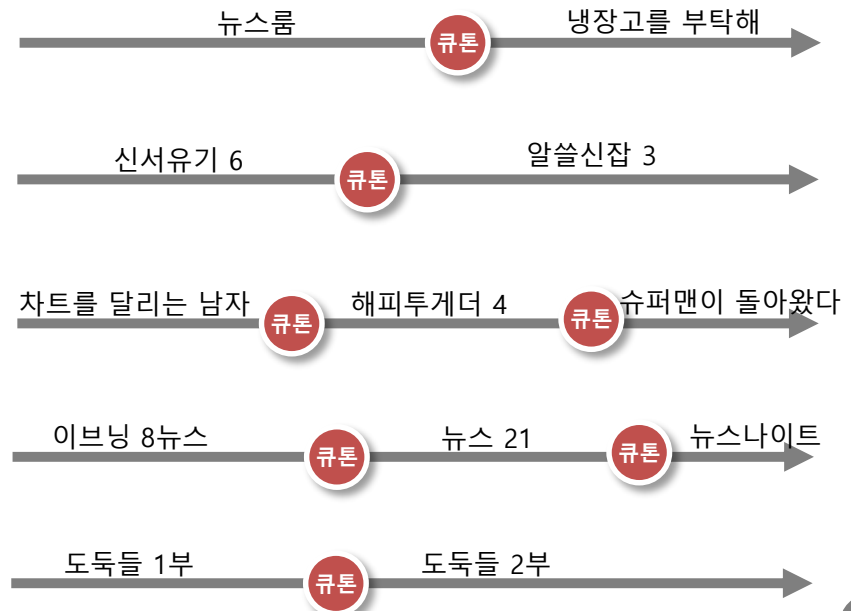 뉴스룸 큐톤 냉장고를 부탁해
신서유기 6 큐톤 알쓸신잡 3
차트를 달리는 남자 큐톤 해피투게더 4 큐톤 슈퍼맨이 돌아왔다
이브닝 8뉴스 큐톤 뉴스 21 큐톤 뉴스나이트
도둑들 1부 큐톤 도둑들 2부